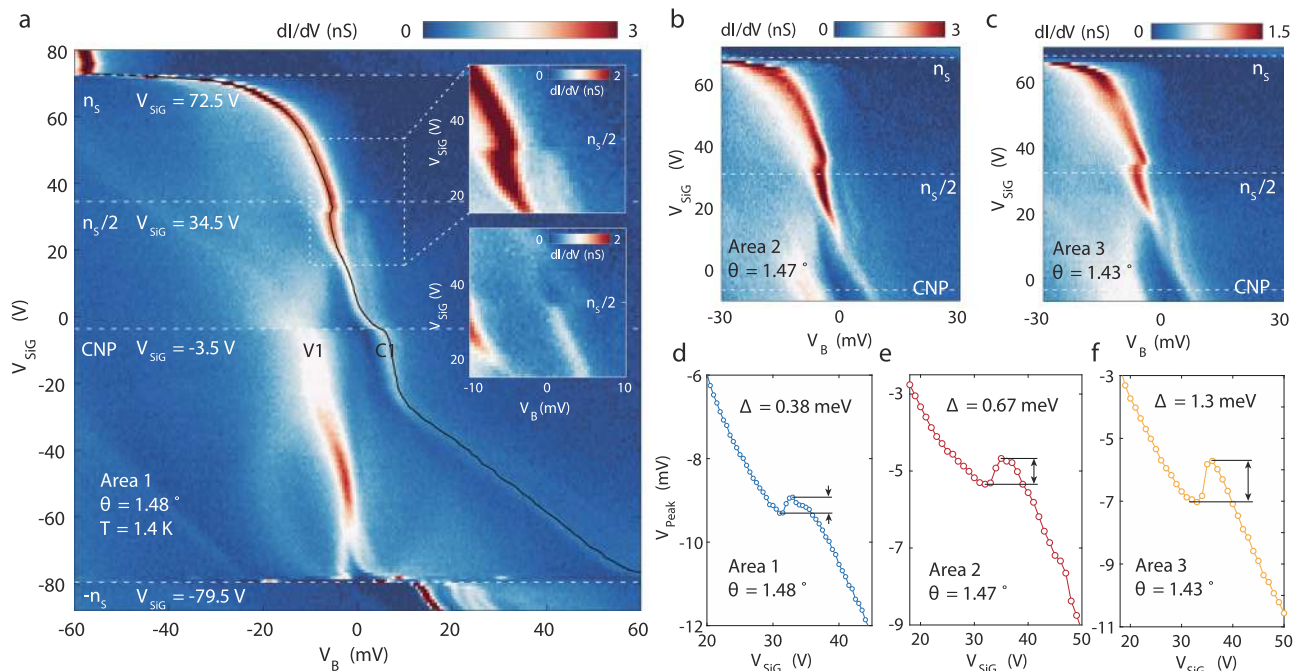 a
dI/dV (nS) 0 3
80
60
40
20
0
-20
-40
-60
-80
V_SiG (V)
n_S V_SiG = 72.5 V
n_S/2 V_SiG = 34.5 V
CNP V_SiG = -3.5 V
-n_S V_SiG = -79.5 V
V1 C1
Area 1
θ = 1.48 °
T = 1.4 K
-60 -40 -20 0 20 40 60
V_B (mV)
0 2
dI/dV (nS)
40
20
V_SiG (V)
n_S/2
0 2
dI/dV (nS)
40
20
V_SiG (V)
n_S/2
-10 0 10
V_B (mV)
b
dI/dV (nS) 0 3
60
40
20
0
V_SiG (V)
n_S
n_S/2
Area 2
θ = 1.47 °
CNP
-30 0 30
V_B (mV)
c
dI/dV (nS) 0 1.5
60
40
20
0
V_SiG (V)
n_S
n_S/2
Area 3
θ = 1.43 °
CNP
-30 0 30
V_B (mV)
d
-6
-8
-10
-12
V_Peak (mV)
Δ = 0.38 meV
Area 1
θ = 1.48 °
20 30 40
V_SiG (V)
e
-3
-5
-7
-9
Δ = 0.67 meV
Area 2
θ = 1.47 °
20 30 40 50
V_SiG (V)
f
-3
-5
-7
-9
-11
Δ = 1.3 meV
Area 3
θ = 1.43 °
20 30 40 50
V_SiG (V)